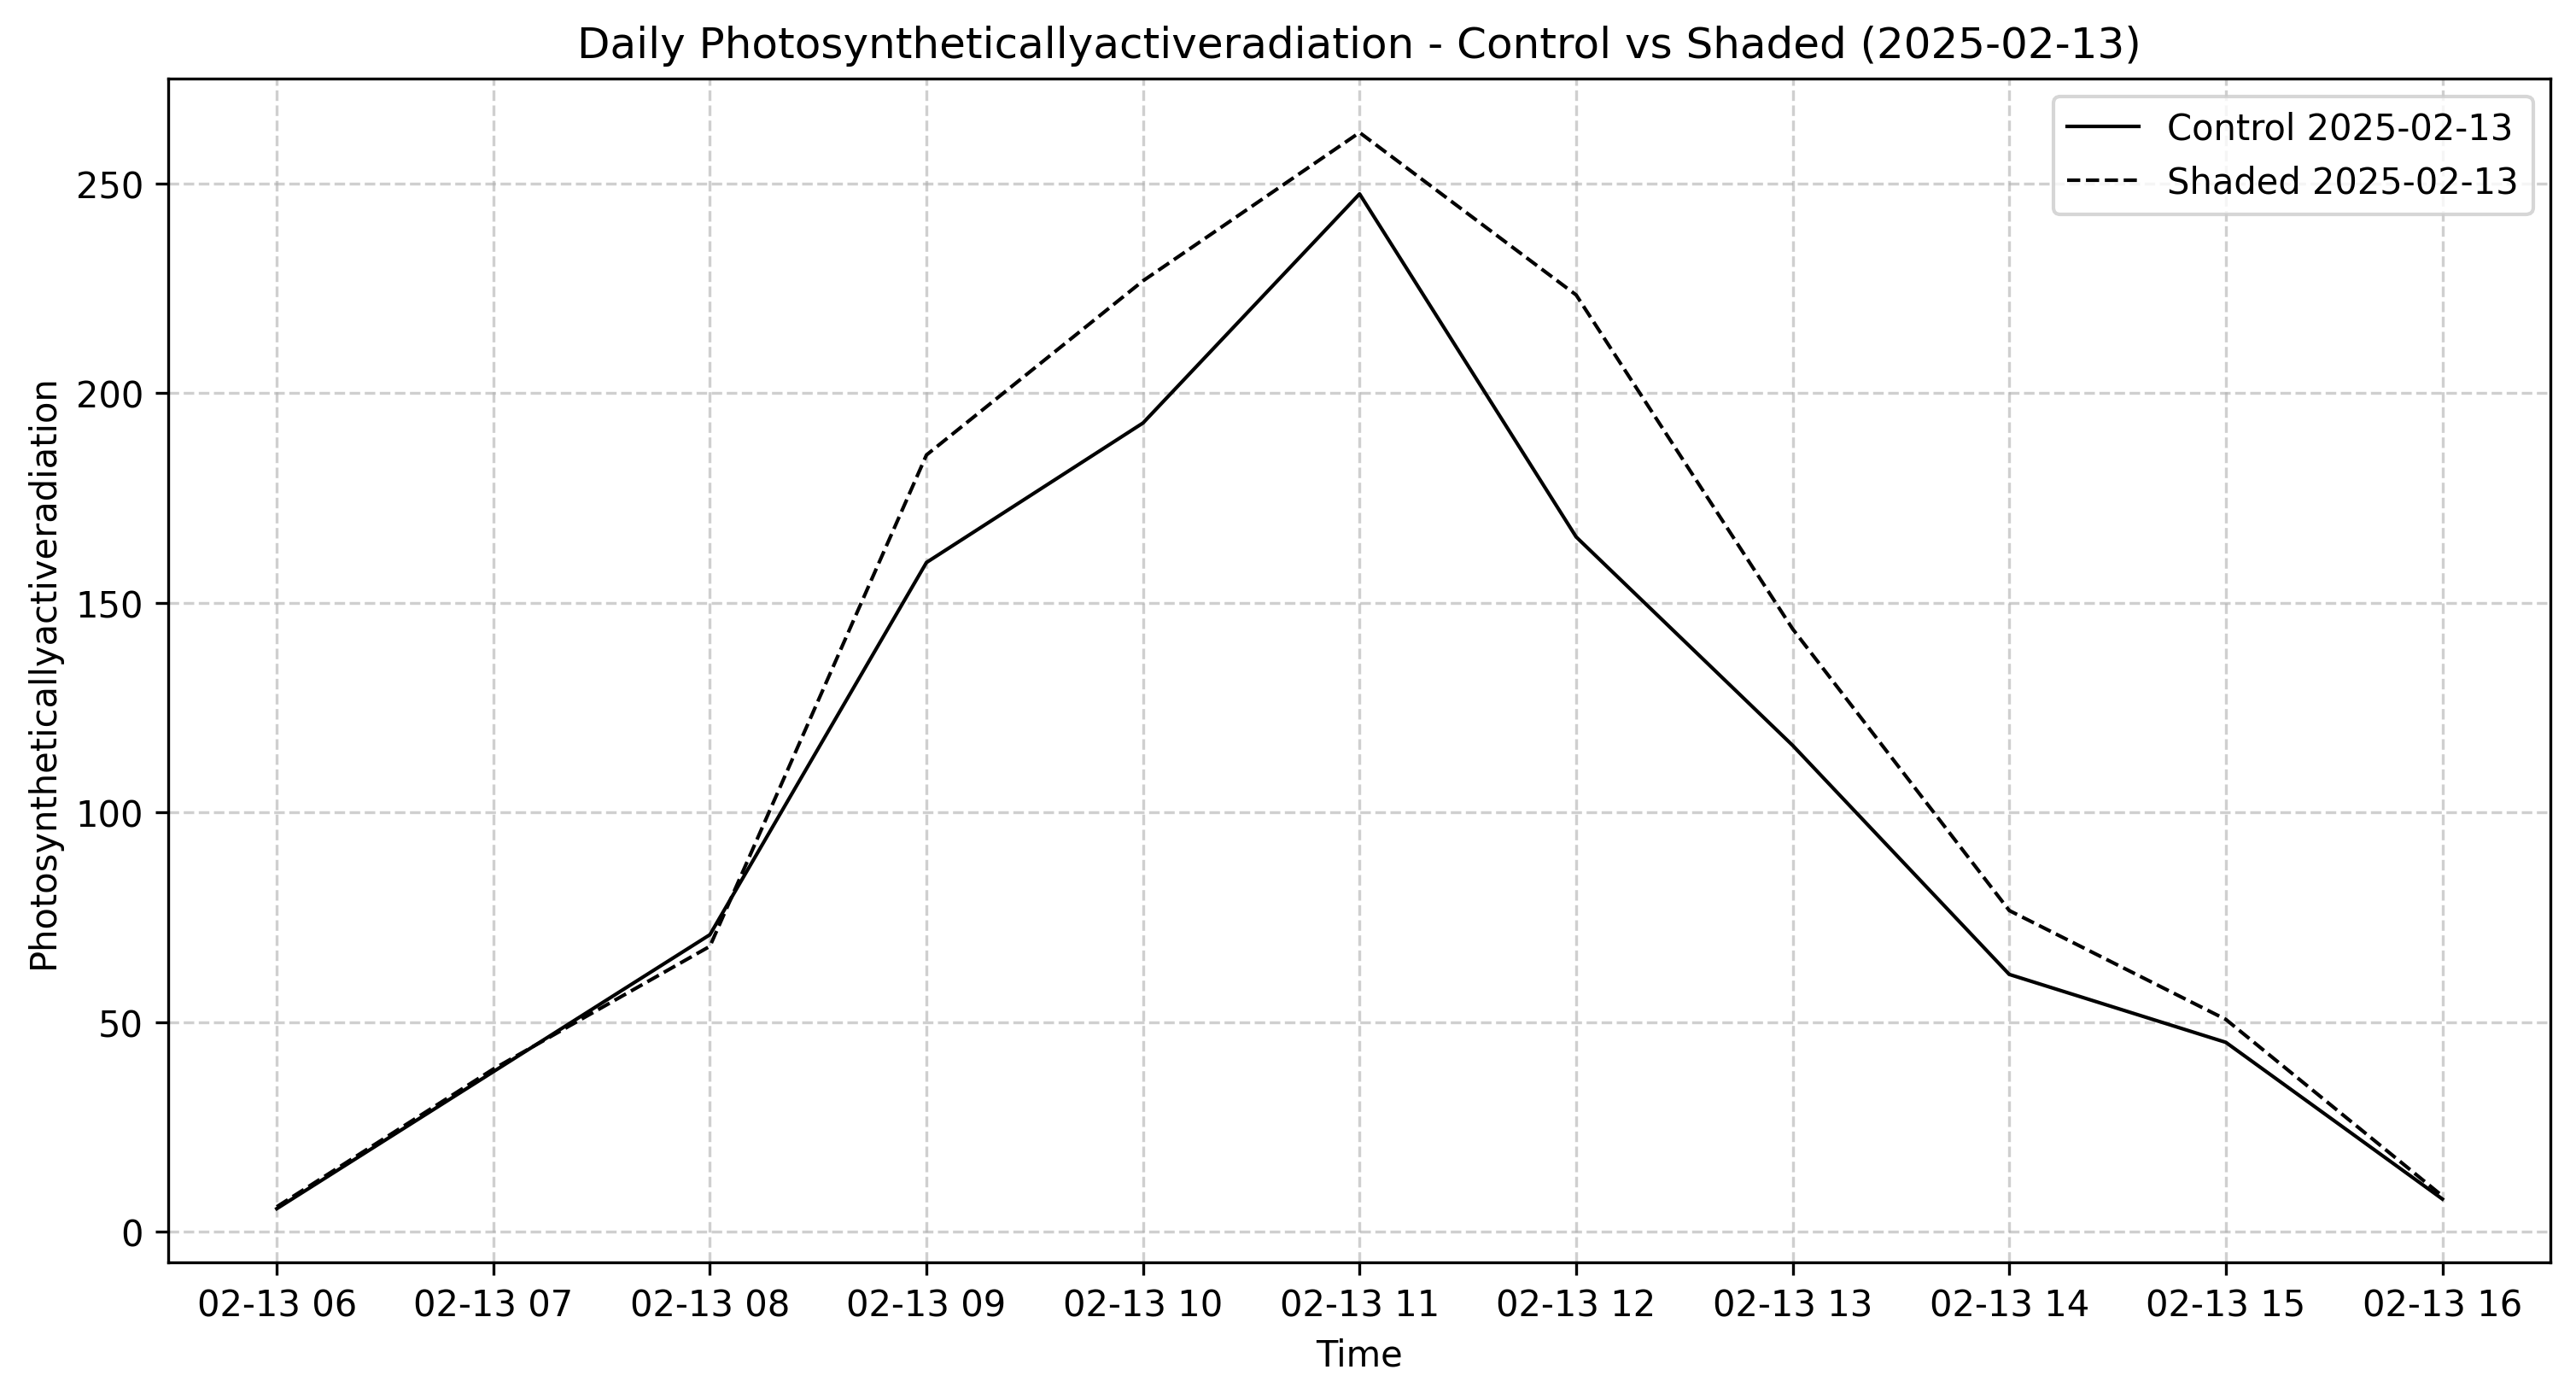 Daily Photosyntheticallyactiveradiation - Control vs Shaded (2025-02-13)
Control 2025-02-13
Shaded 2025-02-13
Photosyntheticallyactiveradiation
250
200
150
100
50
0
02-13 06 02-13 07 02-13 08 02-13 09 02-13 10 02-13 11 02-13 12 02-13 13 02-13 14 02-13 15 02-13 16
Time